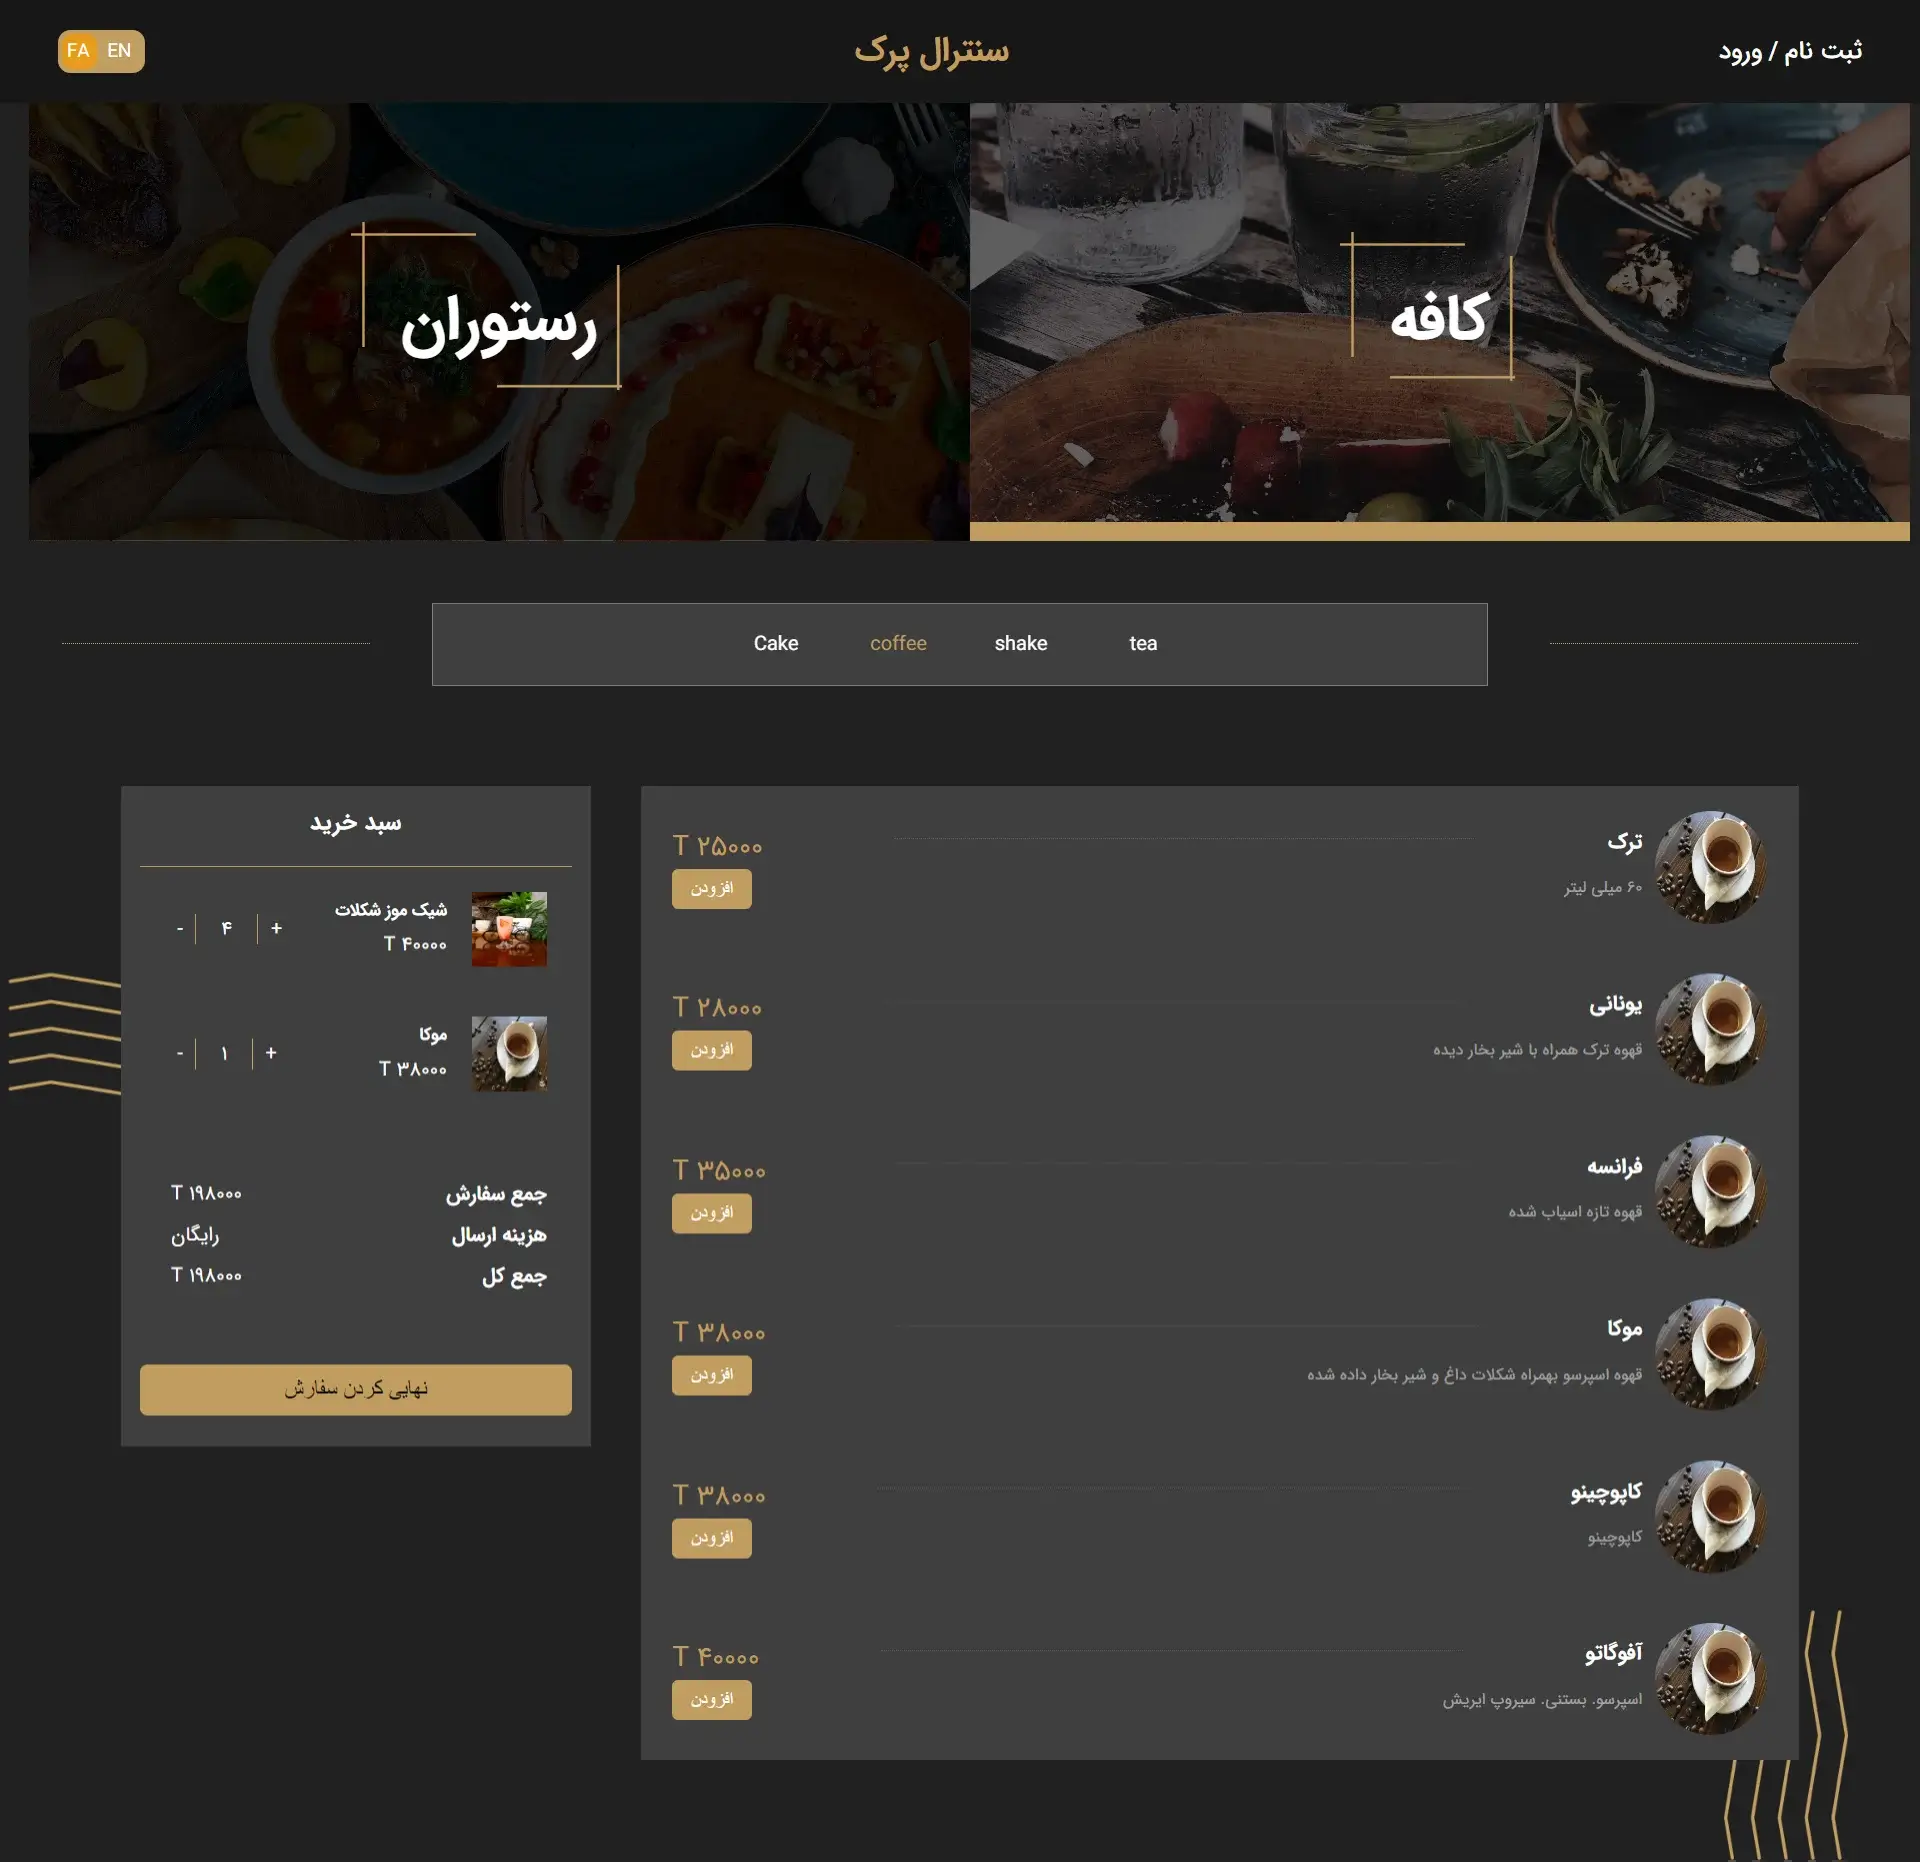 ثبت نام / ورود
سنترال پرک
FA EN
کافه
رستوران
Cake coffee shake tea
ترک
۶۰ میلی لیتر
T ۲۵۰۰۰
افزودن
یونانی
قهوه ترک همراه با شیر بخار دیده
T ۲۸۰۰۰
افزودن
فرانسه
قهوه تازه اسیاب شده
T ۳۵۰۰۰
افزودن
موکا
قهوه اسپرسو بهمراه شکلات داغ و شیر بخار داده شده
T ۳۸۰۰۰
افزودن
کاپوچینو
کاپوچینو
T ۳۸۰۰۰
افزودن
آفوگاتو
اسپرسو. بستنی. سیروپ ایریش
T ۴۰۰۰۰
افزودن
سبد خرید
شیک موز شکلات
T ۴۰۰۰۰
+ ۴ -
موکا
T ۳۸۰۰۰
+ ۱ -
جمع سفارش T ۱۹۸۰۰۰
هزینه ارسال رایگان
جمع کل T ۱۹۸۰۰۰
نهایی کردن سفارش